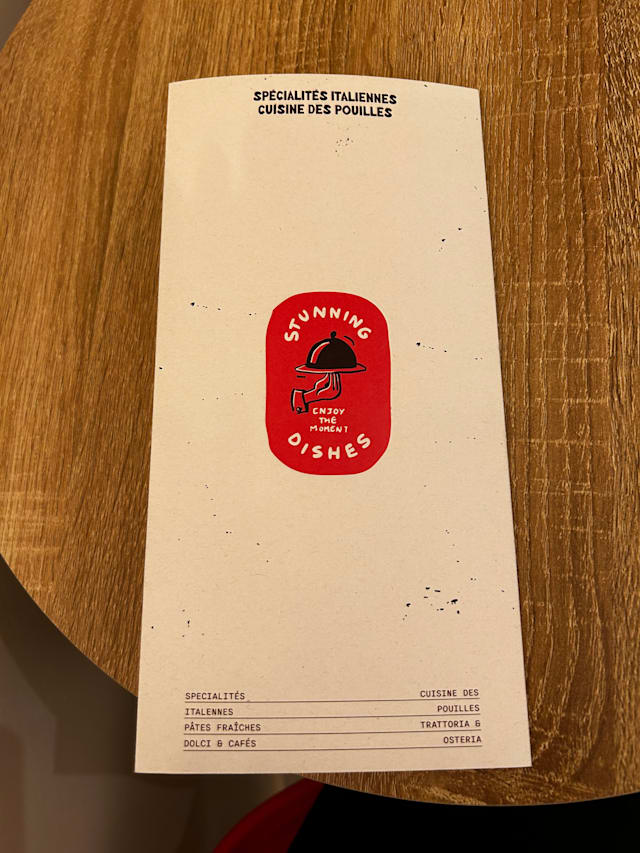 SPÉCIALITÉS ITALIENNES
CUISINE DES POUILLES
STUNNING
ENJOY
THE
MOMENT
DISHES
SPECIALITÉS CUISINE DES
ITALENNES POUILLES
PÂTES FRAÎCHES TRATTORIA &
DOLCI & CAFÉS OSTERIA